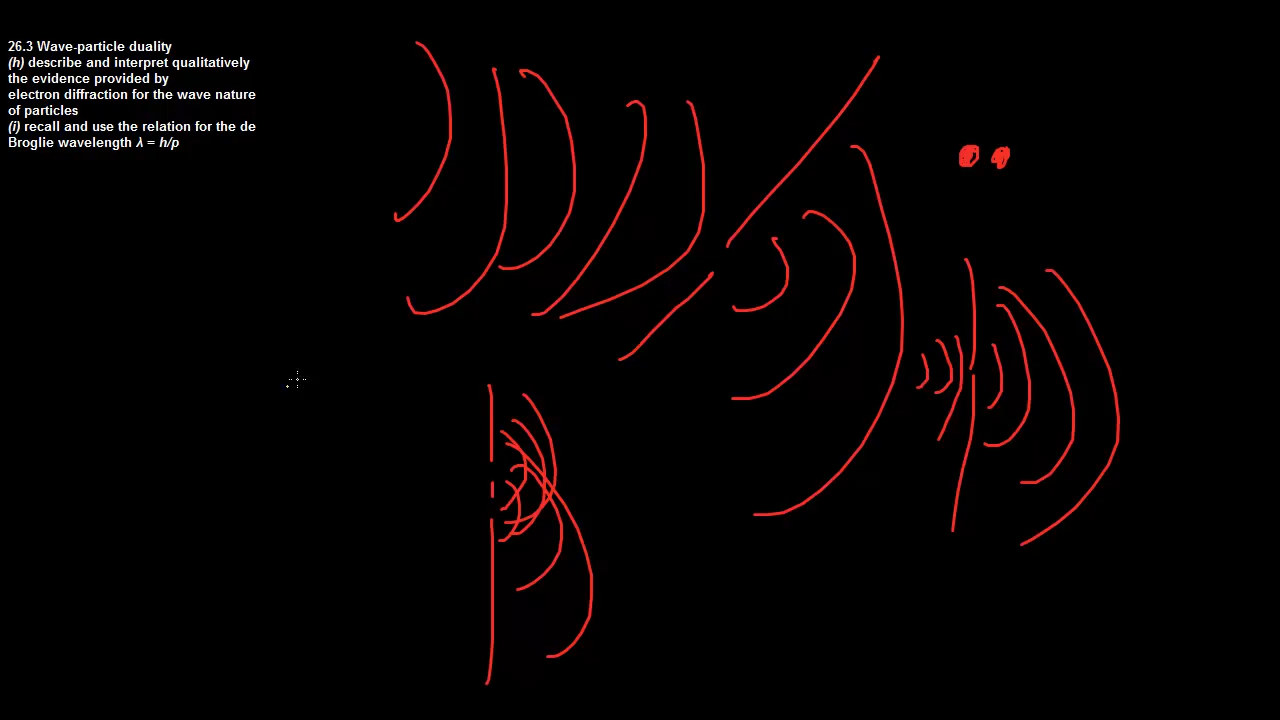 26.3 Wave-particle duality
(h) describe and interpret qualitatively
the evidence provided by
electron diffraction for the wave nature
of particles
(i) recall and use the relation for the de
Broglie wavelength λ = h/p